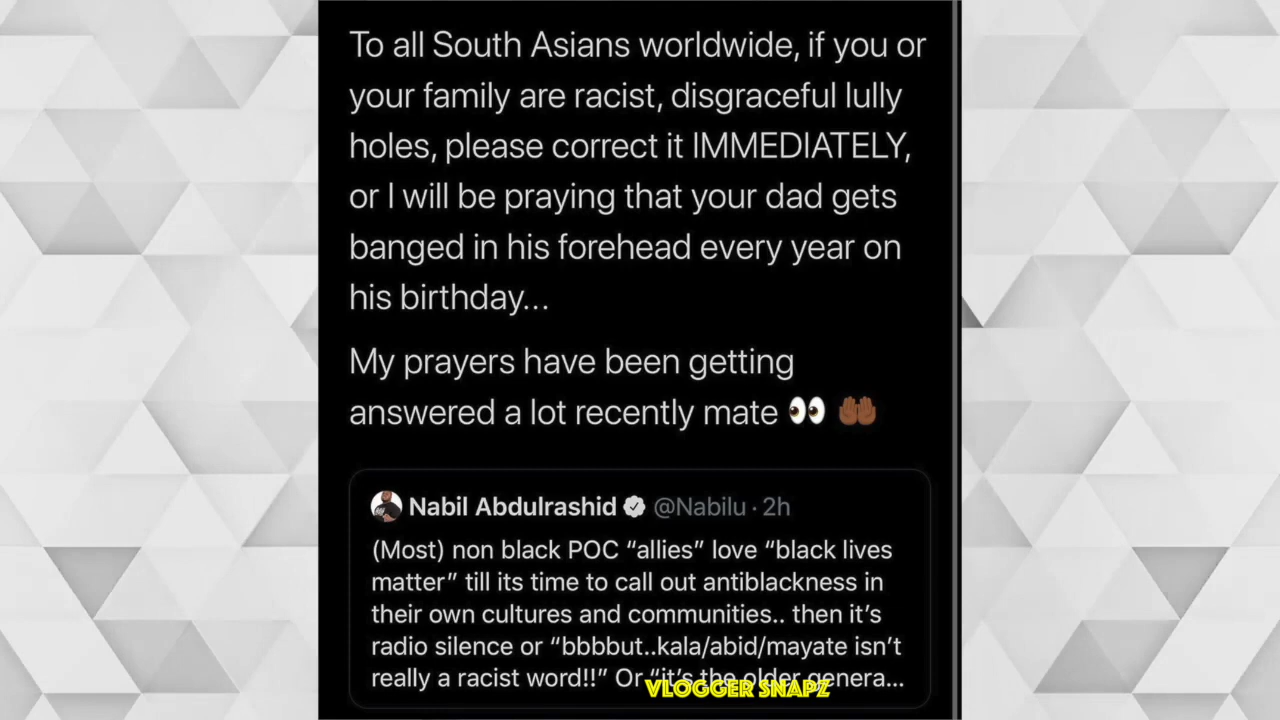 To all South Asians worldwide, if you or
your family are racist, disgraceful lully
holes, please correct it IMMEDIATELY,
or I will be praying that your dad gets
banged in his forehead every year on
his birthday...
My prayers have been getting
answered a lot recently mate 👀 🤲🏾
Nabil Abdulrashid @Nabilu · 2h
(Most) non black POC “allies” love “black lives
matter” till its time to call out antiblackness in
their own cultures and communities.. then it’s
radio silence or “bbbbut..kala/abid/mayate isn’t
really a racist word!!” Or “it’s the older genera...
VLOGGER SNAPZ